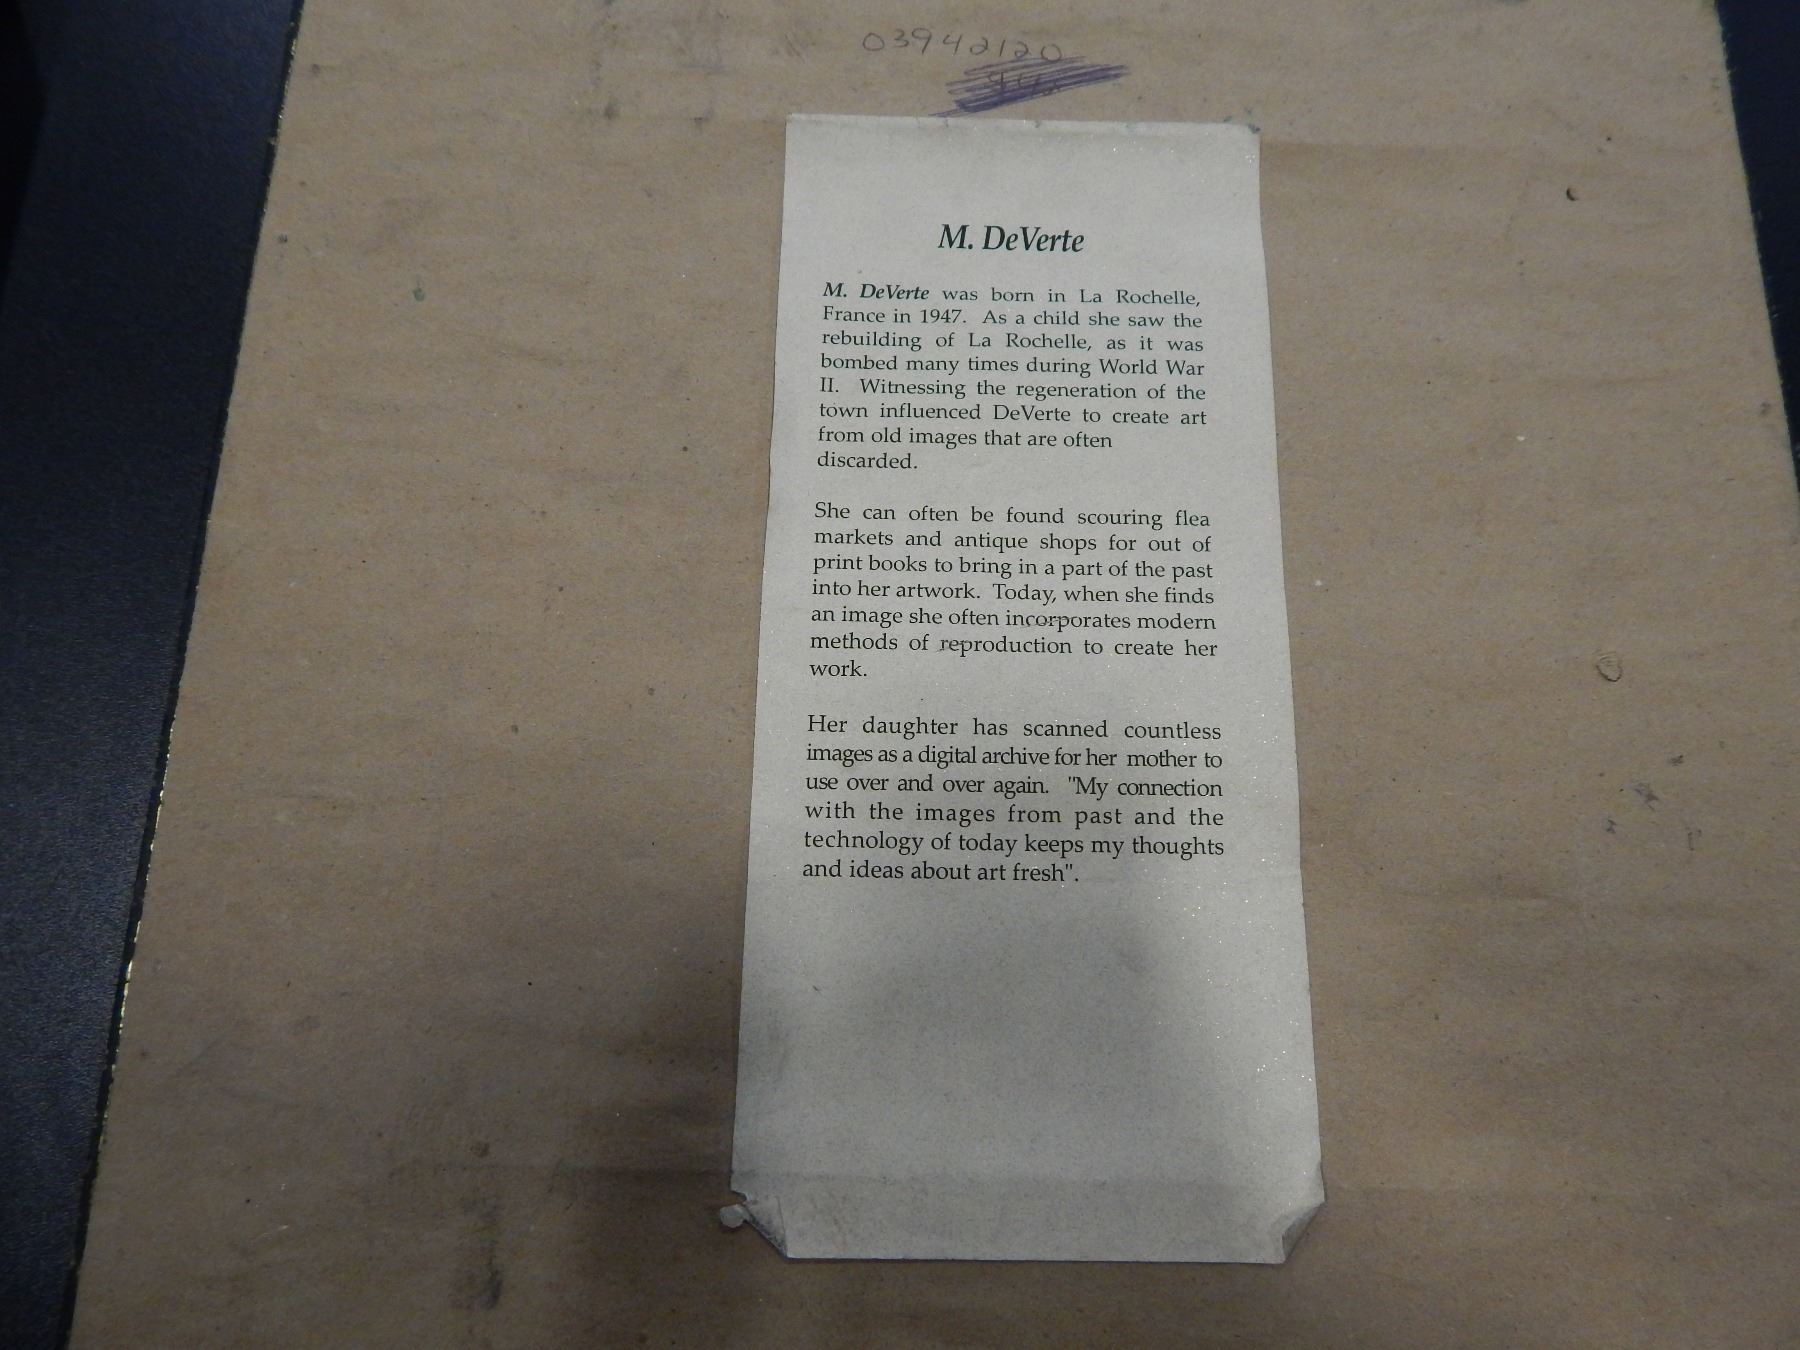 03942120
M. DeVerte
M. DeVerte was born in La Rochelle,
France in 1947. As a child she saw the
rebuilding of La Rochelle, as it was
bombed many times during World War
II. Witnessing the regeneration of the
town influenced DeVerte to create art
from old images that are often
discarded.
She can often be found scouring flea
markets and antique shops for out of
print books to bring in a part of the past
into her artwork. Today, when she finds
an image she often incorporates modern
methods of reproduction to create her
work.
Her daughter has scanned countless
images as a digital archive for her mother to
use over and over again. "My connection
with the images from past and the
technology of today keeps my thoughts
and ideas about art fresh".